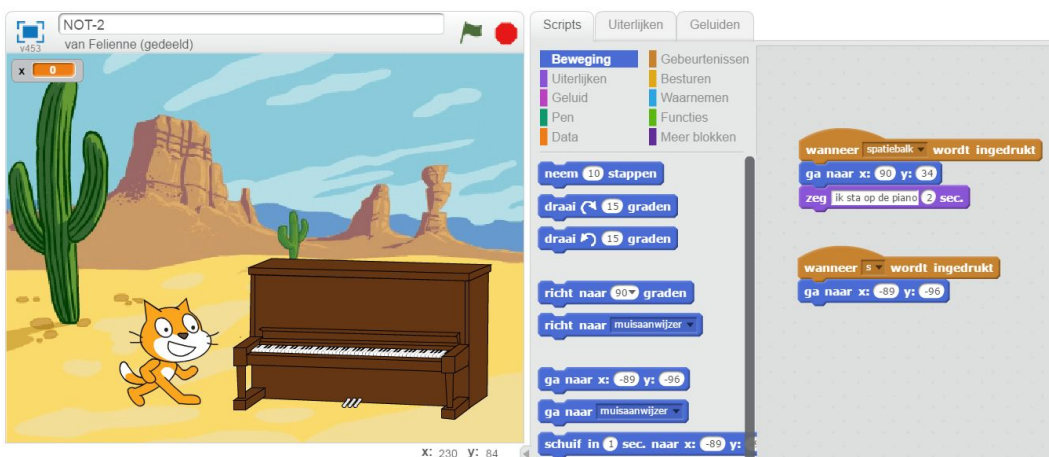 NOT-2
v453
van Felienne (gedeeld)
x 0
X: 230 y: 84
Scripts Uiterlijken Geluiden
Beweging Gebeurtenissen
Uiterlijken Besturen
Geluid Waarnemen
Pen Functies
Data Meer blokken
neem 10 stappen
draai 15 graden
draai 15 graden
richt naar 90 graden
richt naar muisaanwijzer
ga naar x: -89 y: -96
ga naar muisaanwijzer
schuif in 1 sec. naar x: -89 y:
wanneer spatiebalk wordt ingedrukt
ga naar x: 90 y: 34
zeg ik sta op de piano 2 sec.
wanneer s wordt ingedrukt
ga naar x: -89 y: -96